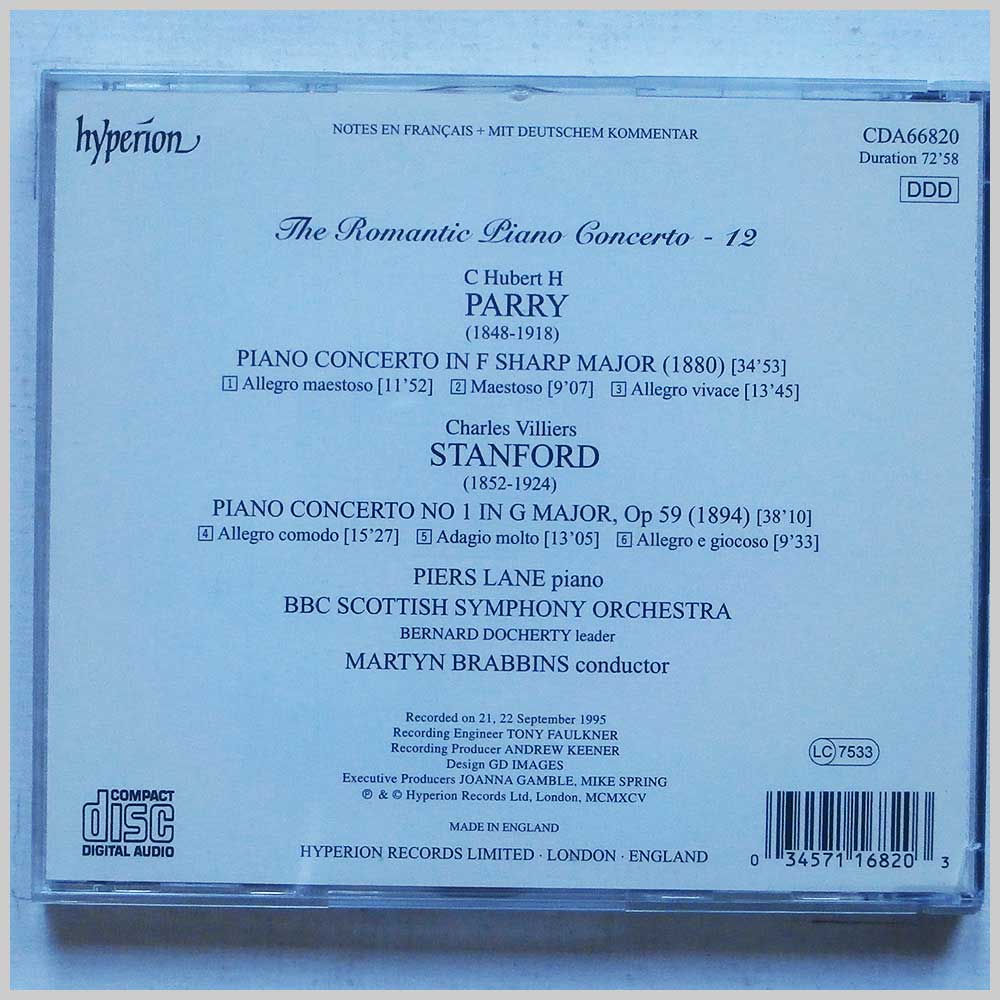 hyperion
NOTES EN FRANÇAIS + MIT DEUTSCHEM KOMMENTAR
CDA66820
Duration 72'58
DDD
The Romantic Piano Concerto - 12
C Hubert H
PARRY
(1848-1918)
PIANO CONCERTO IN F SHARP MAJOR (1880) [34'53]
1 Allegro maestoso [11'52] 2 Maestoso [9'07] 3 Allegro vivace [13'45]
Charles Villiers
STANFORD
(1852-1924)
PIANO CONCERTO NO 1 IN G MAJOR, Op 59 (1894) [38'10]
4 Allegro comodo [15'27] 5 Adagio molto [13'05] 6 Allegro e giocoso [9'33]
PIERS LANE piano
BBC SCOTTISH SYMPHONY ORCHESTRA
BERNARD DOCHERTY leader
MARTYN BRABBINS conductor
Recorded on 21, 22 September 1995
Recording Engineer TONY FAULKNER
Recording Producer ANDREW KEENER
Design GD IMAGES
Executive Producers JOANNA GAMBLE, MIKE SPRING
℗ & © Hyperion Records Ltd, London, MCMXCV
LC 7533
COMPACT
disc
DIGITAL AUDIO
MADE IN ENGLAND
HYPERION RECORDS LIMITED · LONDON · ENGLAND
0 34571 16820 3